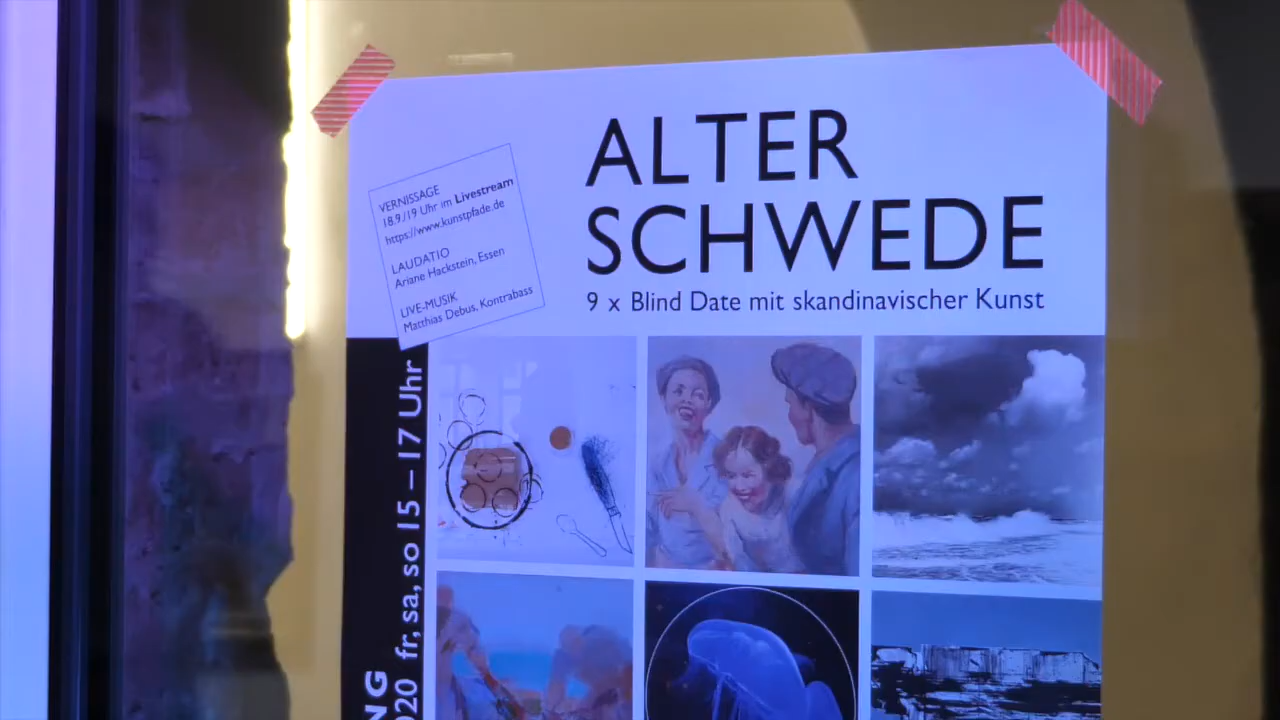 ALTER
SCHWEDE
9 x Blind Date mit skandinavischer Kunst
VERNISSAGE
18.9./19 Uhr im Livestream
https://www.kunstpfade.de
LAUDATIO
Ariane Hackstein, Essen
LIVE-MUSIK
Matthias Debus, Kontrabass
NG
020 fr, sa, so 15 – 17 Uhr